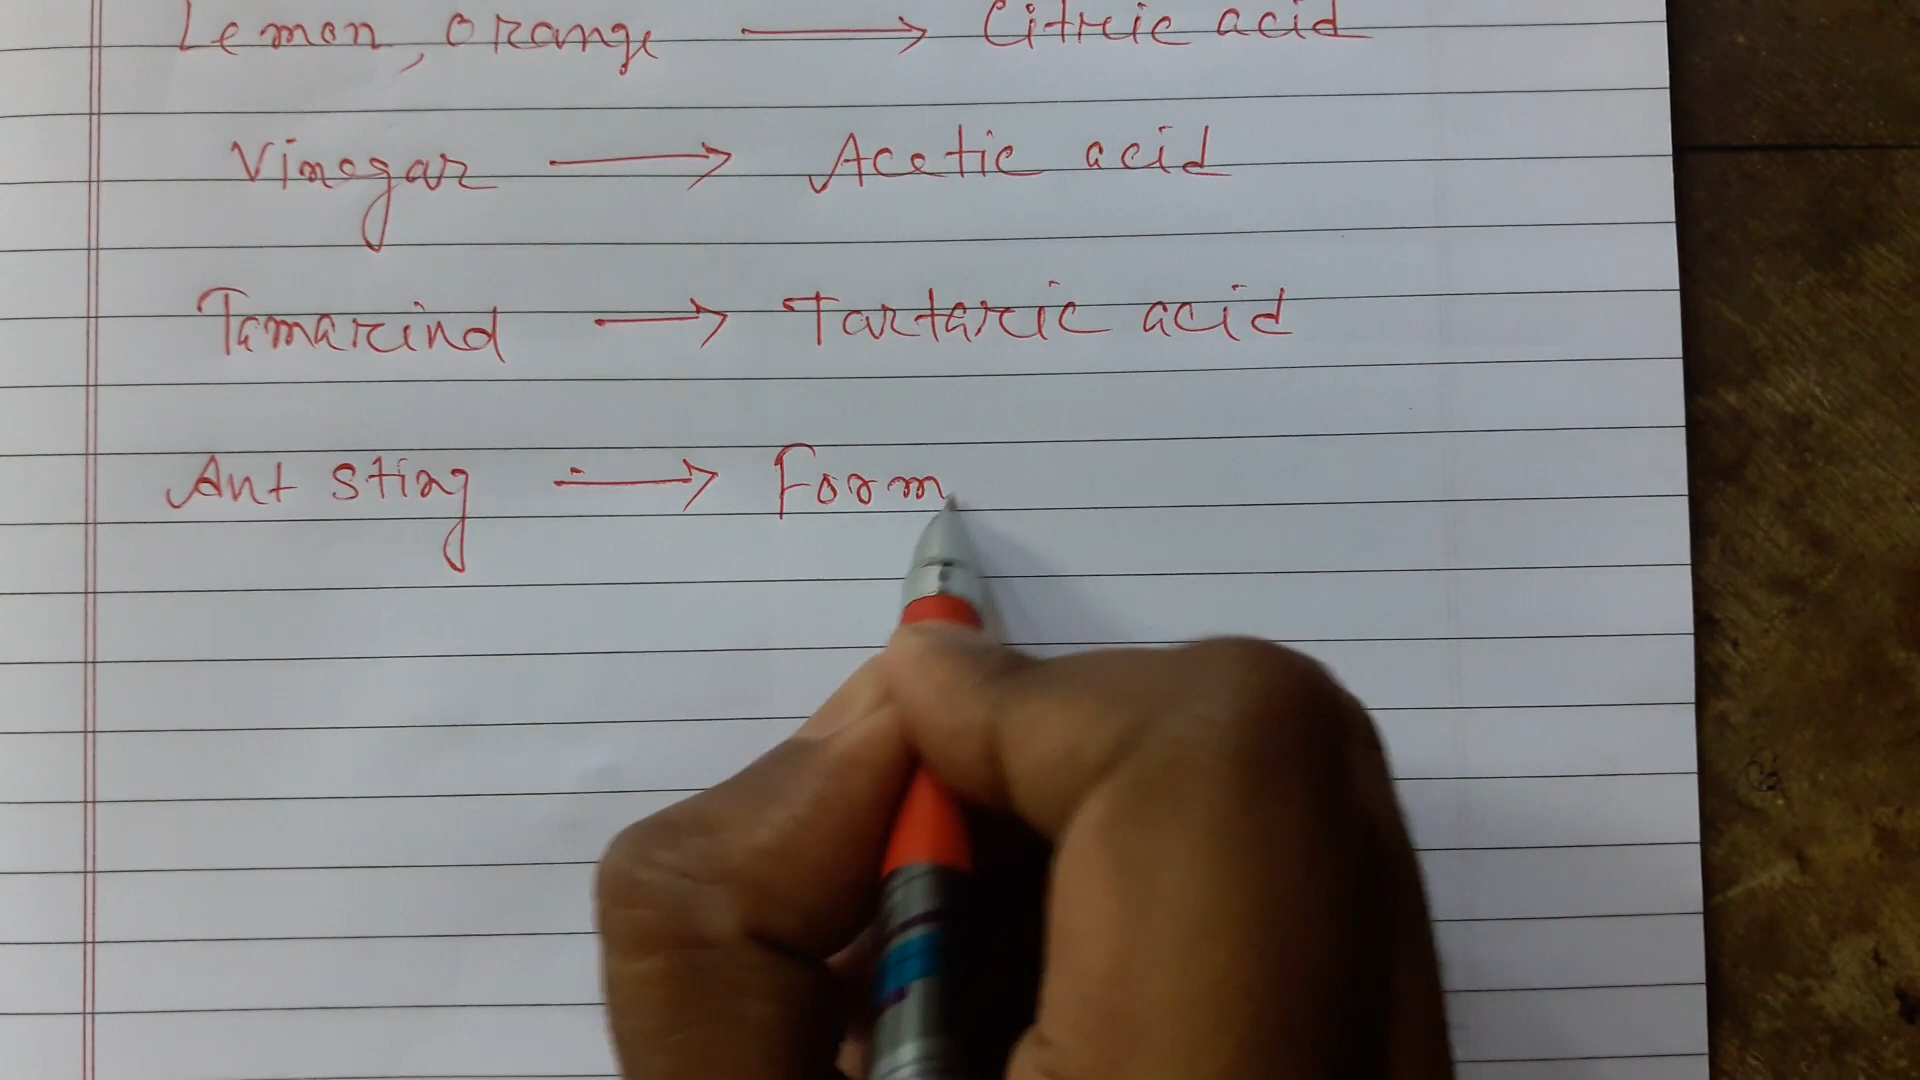 Lemon, orange → Citric acid
Vinegar → Acetic acid
Tamarind → Tartaric acid
Ant sting → Form